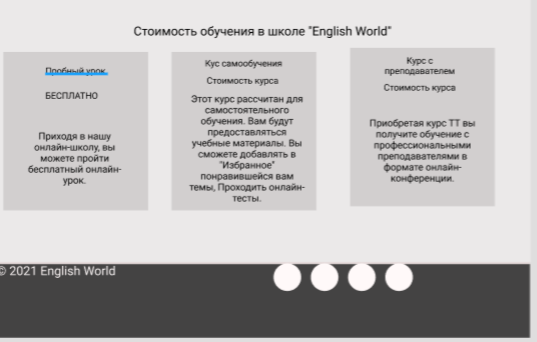 Стоимость обучения в школе "English World"
Пробный урок
БЕСПЛАТНО
Приходя в нашу
онлайн-школу, вы
можете пройти
бесплатный онлайн-
урок.
Кус самообучения
Стоимость курса
Этот курс рассчитан для
самостоятельного
обучения. Вам будут
предоставляться
учебные материалы. Вы
сможете добавлять в
"Избранное"
понравившейся вам
темы, Проходить онлайн-
тесты.
Курс с
преподавателем
Стоимость курса
Приобретая курс ТТ вы
получите обучение с
профессиональными
преподавателями в
формате онлайн-
конференции.
© 2021 English World